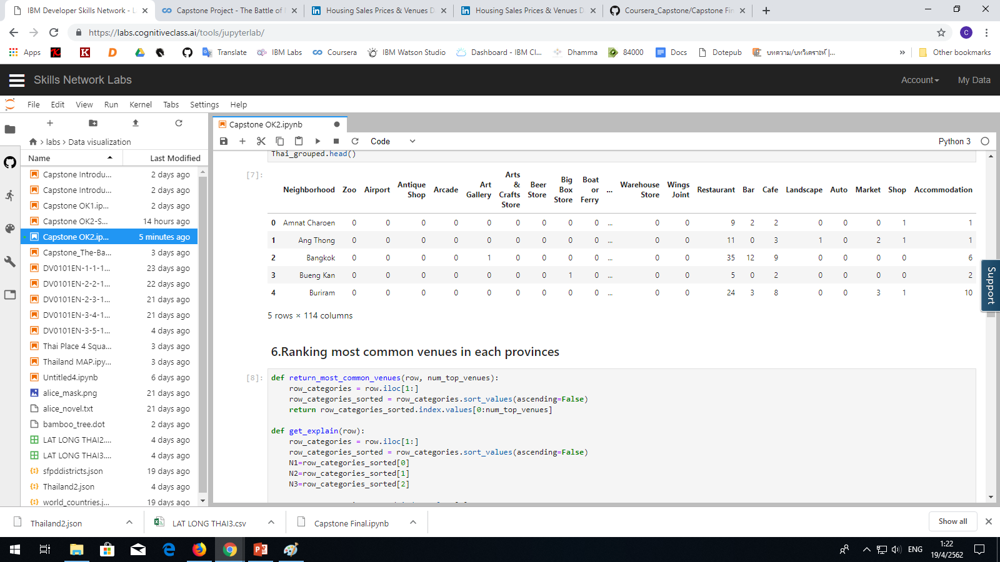 IBM Developer Skills Network - L
Capstone Project - The Battle of
Housing Sales Prices & Venues D
Housing Sales Prices & Venues D
Coursera_Capstone/Capstone Fin
https://labs.cognitiveclass.ai/tools/jupyterlab/
C
Apps
Translate
IBM Labs
Coursera
IBM Watson Studio
Dashboard - IBM Cl...
Dhamma
84000
Docs
Dotepub
บทความ/บทวิเคราะห์ |...
»
Other bookmarks
Skills Network Labs
Account
My Data
File Edit View Run Kernel Tabs Settings Help
Capstone OK2.ipynb
labs > Data visualization
Code
Python 3
Name Last Modified
Capstone Introdu... 2 days ago
Capstone Introdu... 2 days ago
Capstone OK1.ip... 2 days ago
Capstone OK2-S... 14 hours ago
Capstone OK2.ip... 5 minutes ago
Capstone_The-Ba... 3 days ago
DV0101EN-1-1-1... 23 days ago
DV0101EN-2-2-1... 22 days ago
DV0101EN-2-3-1... 21 days ago
DV0101EN-3-4-1... 21 days ago
DV0101EN-3-5-1... 4 days ago
Thai Place 4 Squa... 3 days ago
Thailand MAP.ipy... 3 days ago
Untitled4.ipynb 6 days ago
alice_mask.png 21 days ago
alice_novel.txt 21 days ago
bamboo_tree.dot 2 days ago
LAT LONG THAI2.... 4 days ago
LAT LONG THAI3.... 4 days ago
sfpddistricts.json 19 days ago
Thailand2.json 4 days ago
world_countries.j... 19 days ago
Thai_grouped.head()
[7]:
Neighborhood Zoo Airport Antique Shop Arcade Art Gallery Arts & Crafts Store Beer Store Big Box Store Boat or Ferry ... Warehouse Store Wings Joint Restaurant Bar Cafe Landscape Auto Market Shop Accommodation
0 Amnat Charoen 0 0 0 0 0 0 0 0 0 ... 0 0 9 2 2 0 0 0 1 1
1 Ang Thong 0 0 0 0 0 0 0 0 0 ... 0 0 11 0 3 1 0 2 1 1
2 Bangkok 0 0 0 0 1 0 0 0 0 ... 0 0 35 12 9 0 0 0 0 6
3 Bueng Kan 0 0 0 0 0 0 0 1 0 ... 0 0 5 0 2 0 0 0 0 2
4 Buriram 0 0 0 0 0 0 0 0 0 ... 0 0 24 3 8 0 0 3 1 10
5 rows × 114 columns
6.Ranking most common venues in each provinces
[8]:
def return_most_common_venues(row, num_top_venues):
    row_categories = row.iloc[1:]
    row_categories_sorted = row_categories.sort_values(ascending=False)
    return row_categories_sorted.index.values[0:num_top_venues]
def get_explain(row):
    row_categories = row.iloc[1:]
    row_categories_sorted = row_categories.sort_values(ascending=False)
    N1=row_categories_sorted[0]
    N2=row_categories_sorted[1]
    N3=row_categories_sorted[2]
Support
Thailand2.json
LAT LONG THAI3.csv
Capstone Final.ipynb
Show all
ENG
1:22
19/4/2562